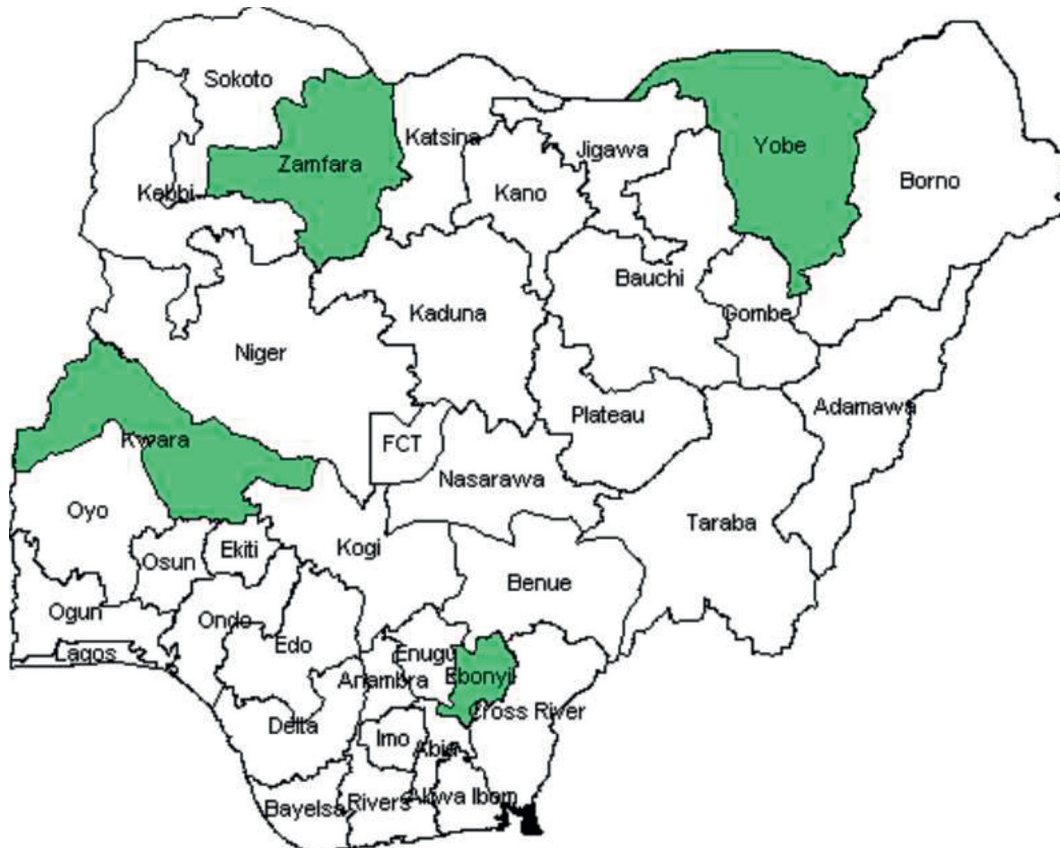 Sokoto
Zamfara
Katsina
Jigawa
Yobe
Borno
Kebbi
Kano
Bauchi
Gombe
Kaduna
Niger
Adamawa
Plateau
Kwara
FCT
Nasarawa
Oyo
Taraba
Kogi
Osun
Ekiti
Benue
Ogun
Ondo
Edo
Lagos
Enugu
Ebonyi
Anambra
Cross River
Delta
Imo
Abia
Bayelsa
Rivers
Akwa Ibom